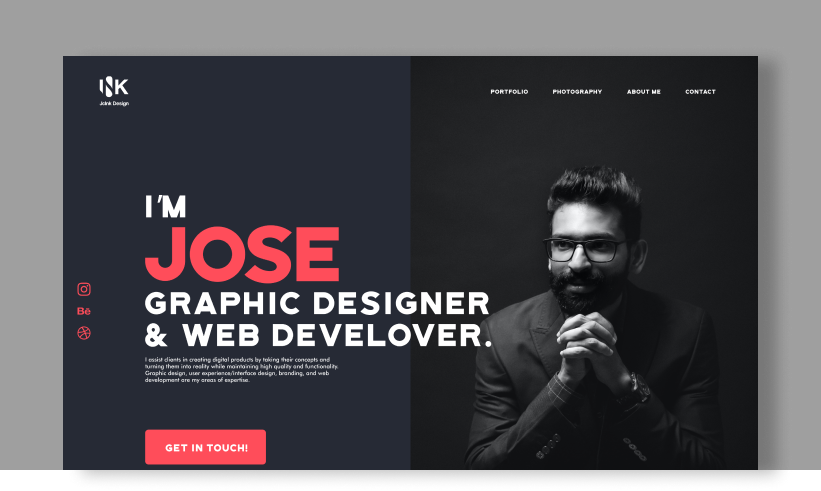 INK
JcInk Design
PORTFOLIO
PHOTOGRAPHY
ABOUT ME
CONTACT
I'M
JOSE
GRAPHIC DESIGNER
& WEB DEVELOVER.
Bē
I assist clients in creating digital products by taking their concepts and
turning them into reality while maintaining high quality and functionality.
Graphic design, user experience/interface design, branding, and web
development are my areas of expertise.
GET IN TOUCH!